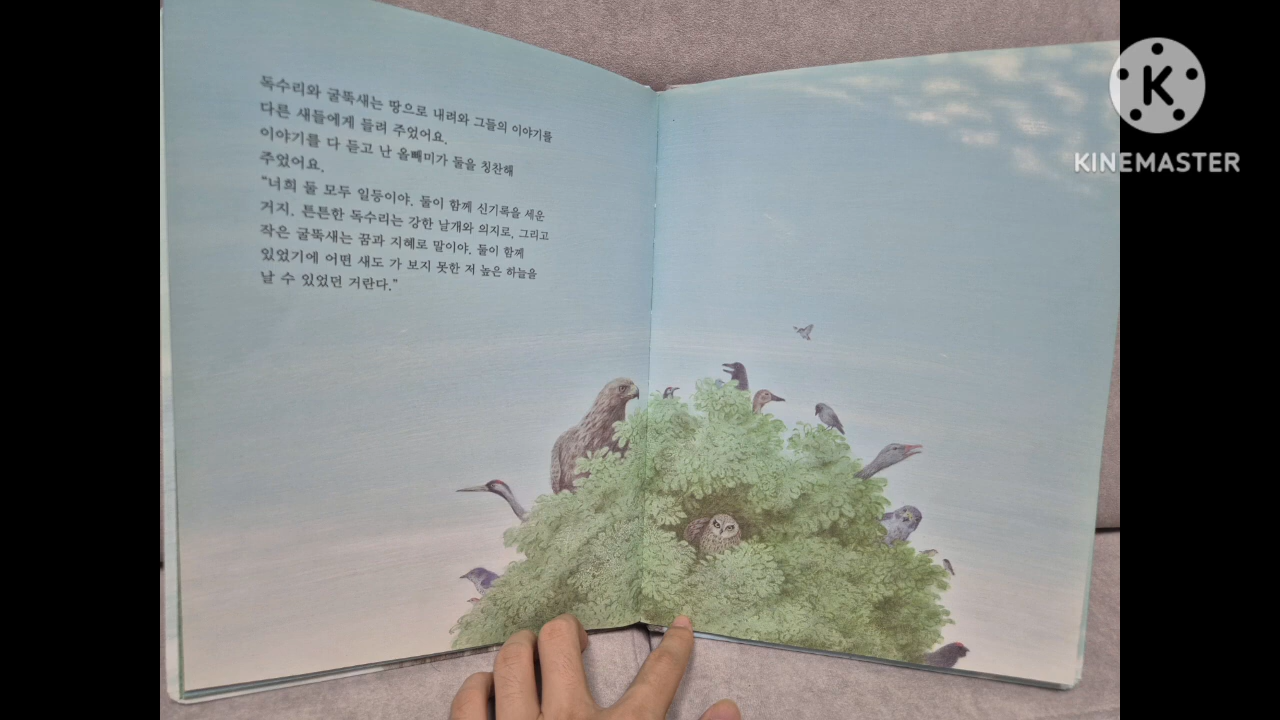 독수리와 굴뚝새는 땅으로 내려와 그들의 이야기를
다른 새들에게 들려 주었어요.
이야기를 다 듣고 난 올빼미가 둘을 칭찬해
주었어요.
"너희 둘 모두 일등이야. 둘이 함께 신기록을 세운
거지. 튼튼한 독수리는 강한 날개와 의지로, 그리고
작은 굴뚝새는 꿈과 지혜로 말이야. 둘이 함께
있었기에 어떤 새도 가 보지 못한 저 높은 하늘을
날 수 있었던 거란다."
K
KINEMASTER